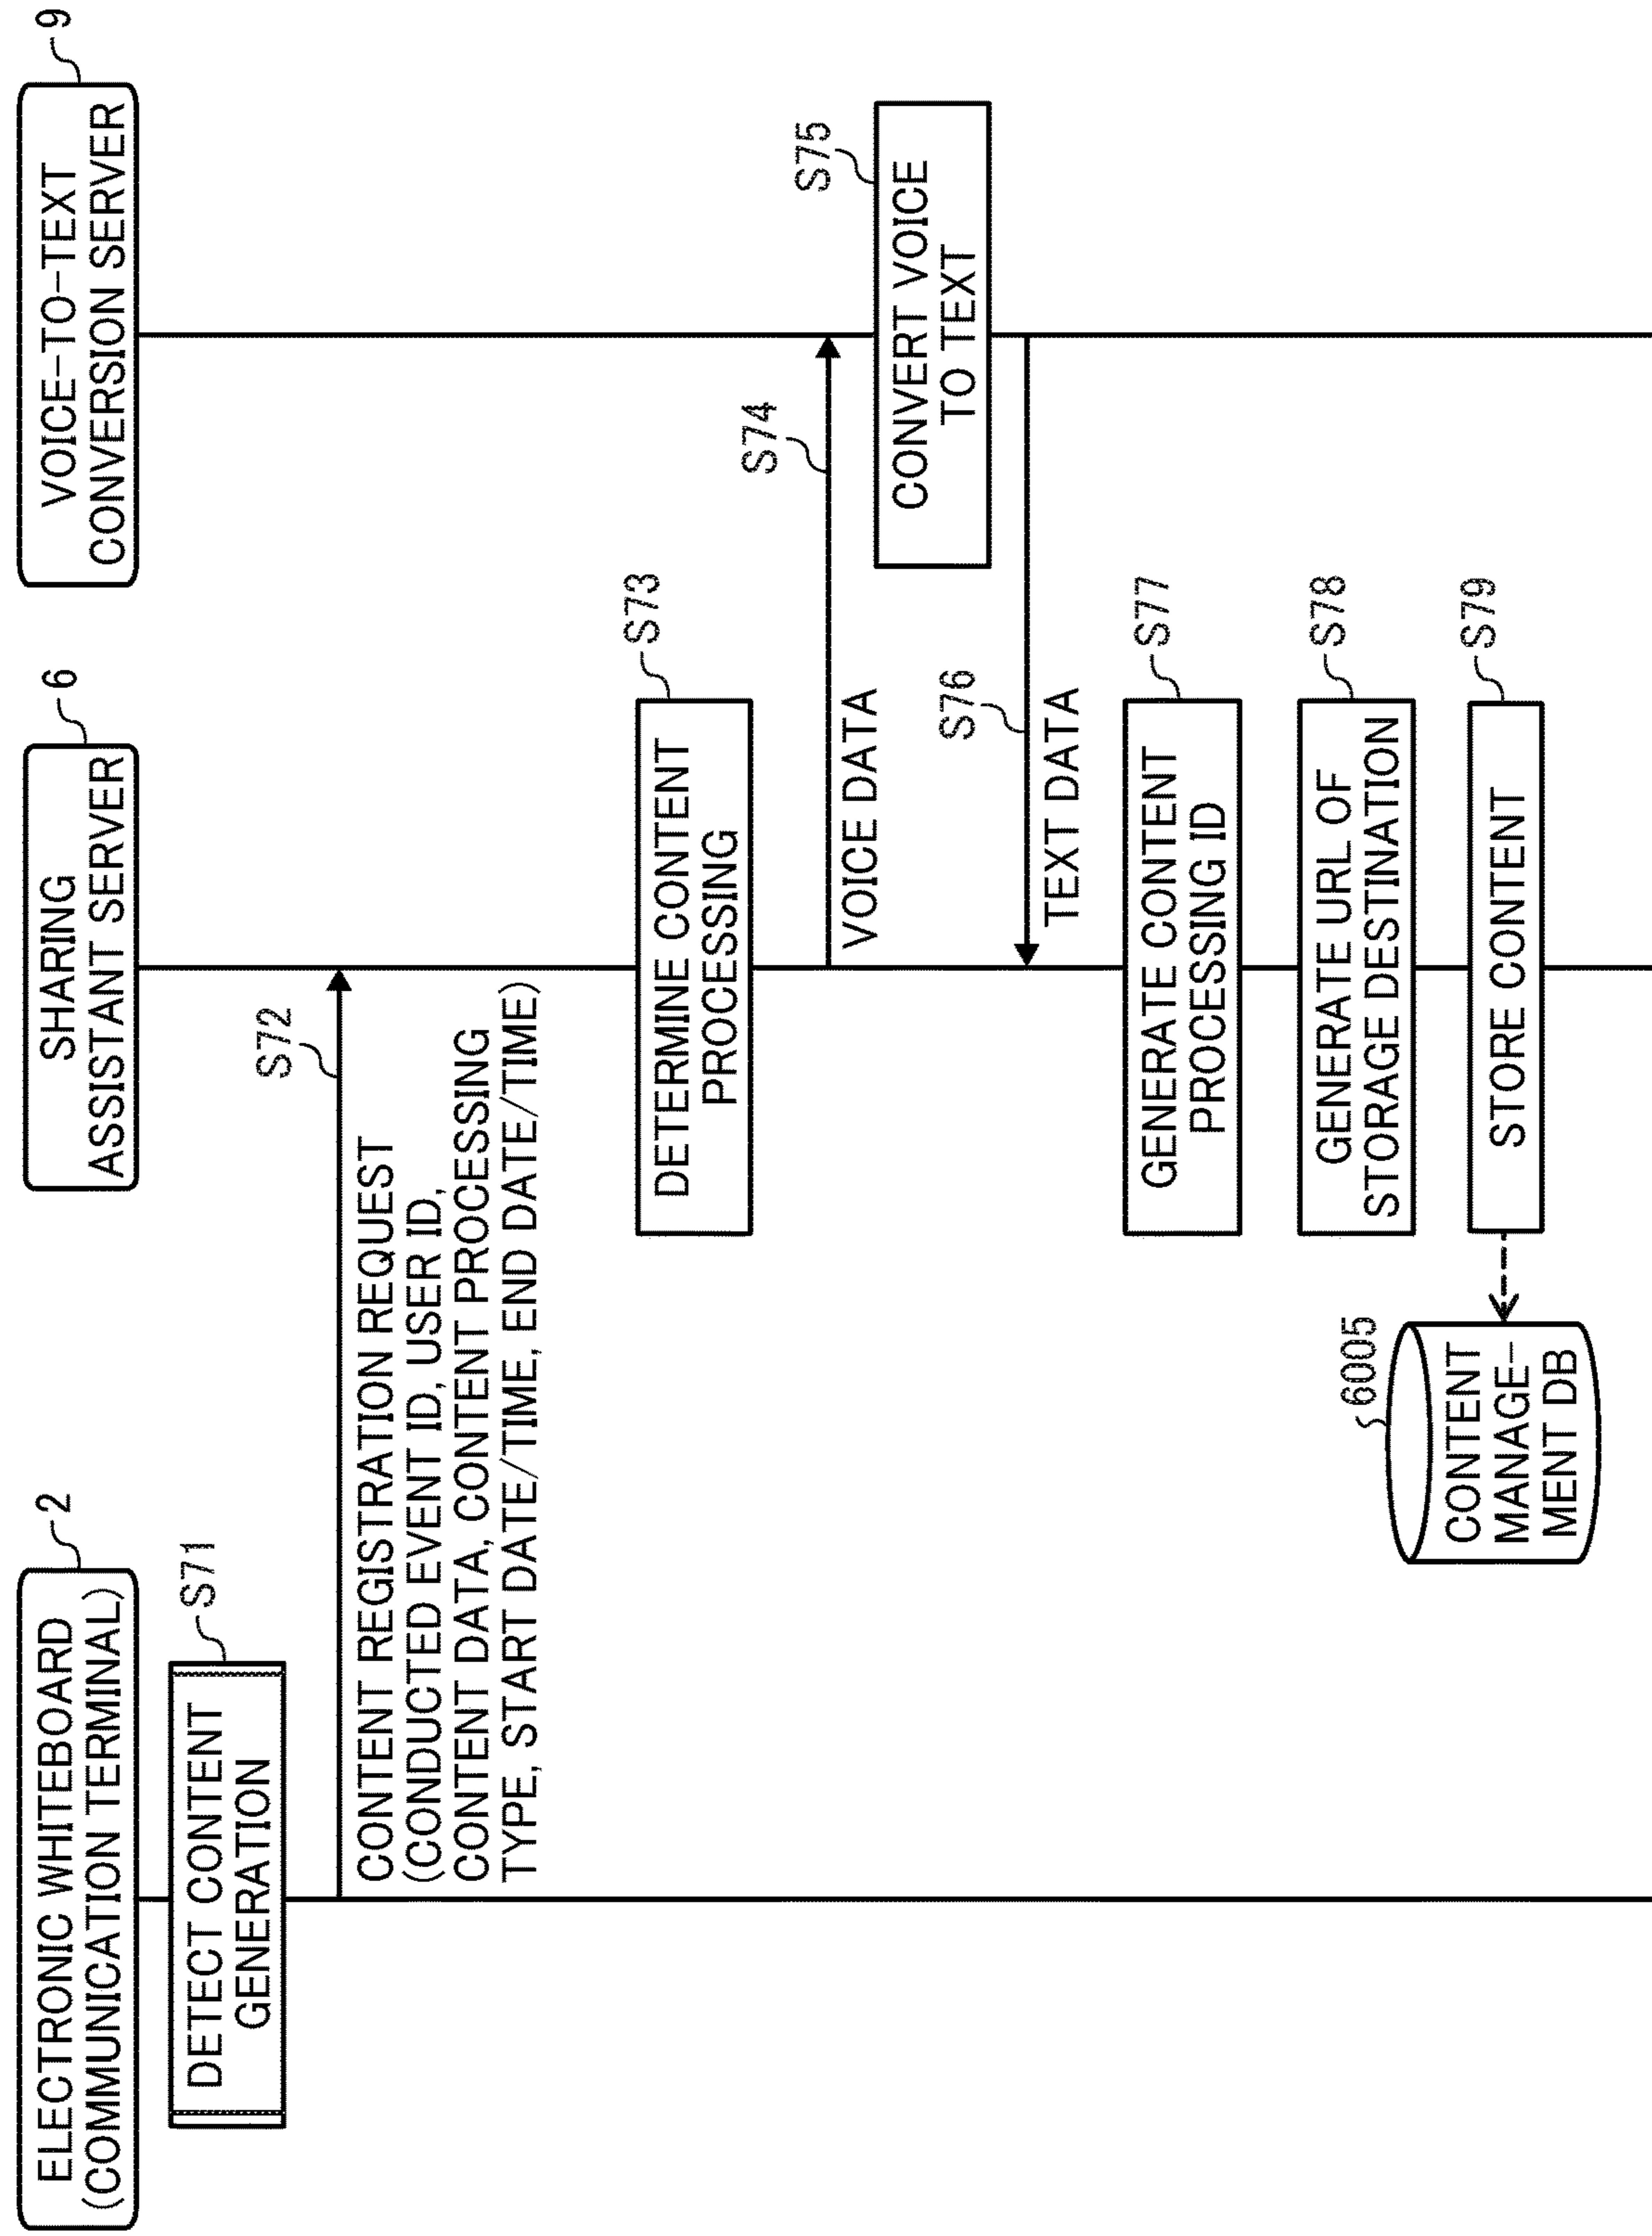 ELECTRONIC WHITEBOARD
(COMMUNICATION TERMINAL)
2
SHARING
ASSISTANT SERVER
6
VOICE-TO-TEXT
CONVERSION SERVER
9
DETECT CONTENT
GENERATION
S71
S72
CONTENT REGISTRATION REQUEST
(CONDUCTED EVENT ID, USER ID,
CONTENT DATA, CONTENT PROCESSING
TYPE, START DATE/TIME, END DATE/TIME)
DETERMINE CONTENT
PROCESSING
S73
S74
VOICE DATA
CONVERT VOICE
TO TEXT
S75
S76
TEXT DATA
GENERATE CONTENT
PROCESSING ID
S77
GENERATE URL OF
STORAGE DESTINATION
S78
STORE CONTENT
S79
6005
CONTENT
MANAGE-
MENT DB